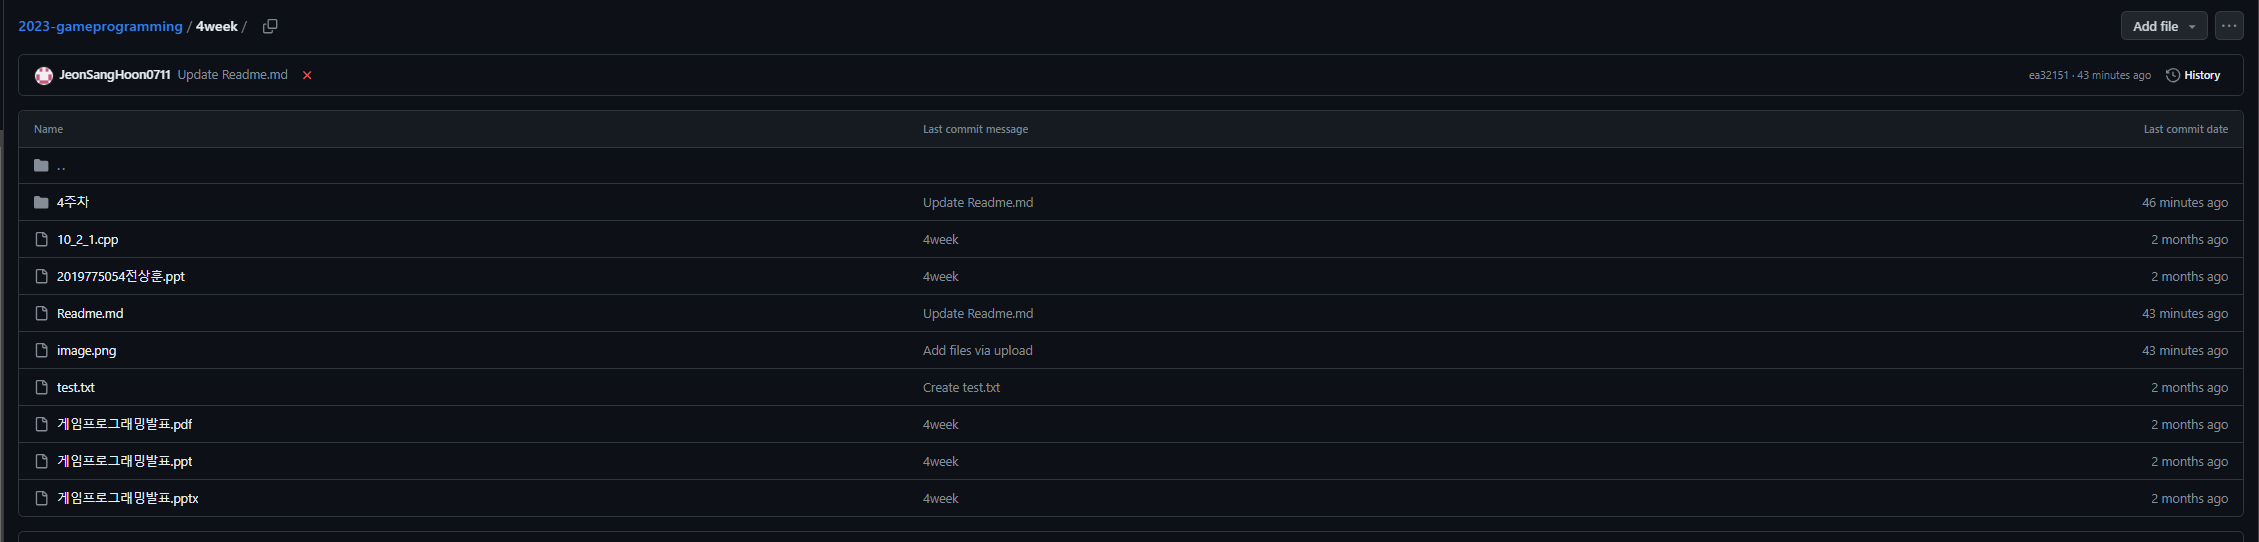 2023-gameprogramming / 4week /
Add file
JeonSangHoon0711 Update Readme.md
ea32151 · 43 minutes ago
History
Name Last commit message Last commit date
..
4주차 Update Readme.md 46 minutes ago
10_2_1.cpp 4week 2 months ago
2019775054전상훈.ppt 4week 2 months ago
Readme.md Update Readme.md 43 minutes ago
image.png Add files via upload 43 minutes ago
test.txt Create test.txt 2 months ago
게임프로그래밍발표.pdf 4week 2 months ago
게임프로그래밍발표.ppt 4week 2 months ago
게임프로그래밍발표.pptx 4week 2 months ago